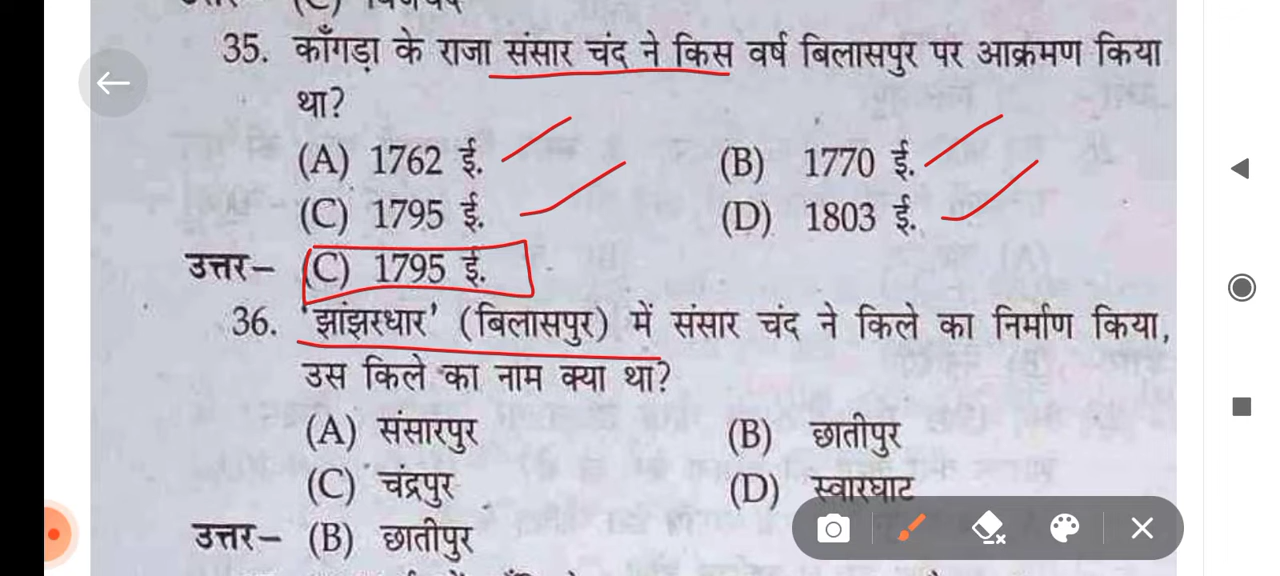 35. काँगड़ा के राजा संसार चंद ने किस वर्ष बिलासपुर पर आक्रमण किया
था?
(A) 1762 ई. (B) 1770 ई.
(C) 1795 ई. (D) 1803 ई.
उत्तर– (C) 1795 ई.
36. 'झांझरधार' (बिलासपुर) में संसार चंद ने किले का निर्माण किया,
उस किले का नाम क्या था?
(A) संसारपुर (B) छातीपुर
(C) चंद्रपुर (D) स्वारघाट
उत्तर– (B) छातीपुर